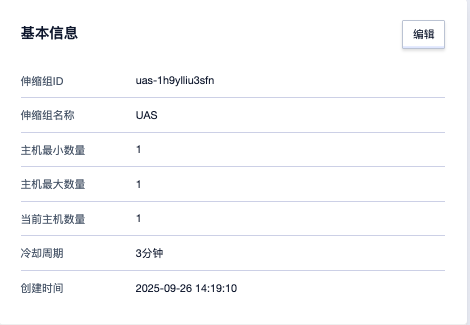 基本信息
编辑
伸缩组ID uas-1h9ylliu3sfn
伸缩组名称 UAS
主机最小数量 1
主机最大数量 1
当前主机数量 1
冷却周期 3分钟
创建时间 2025-09-26 14:19:10